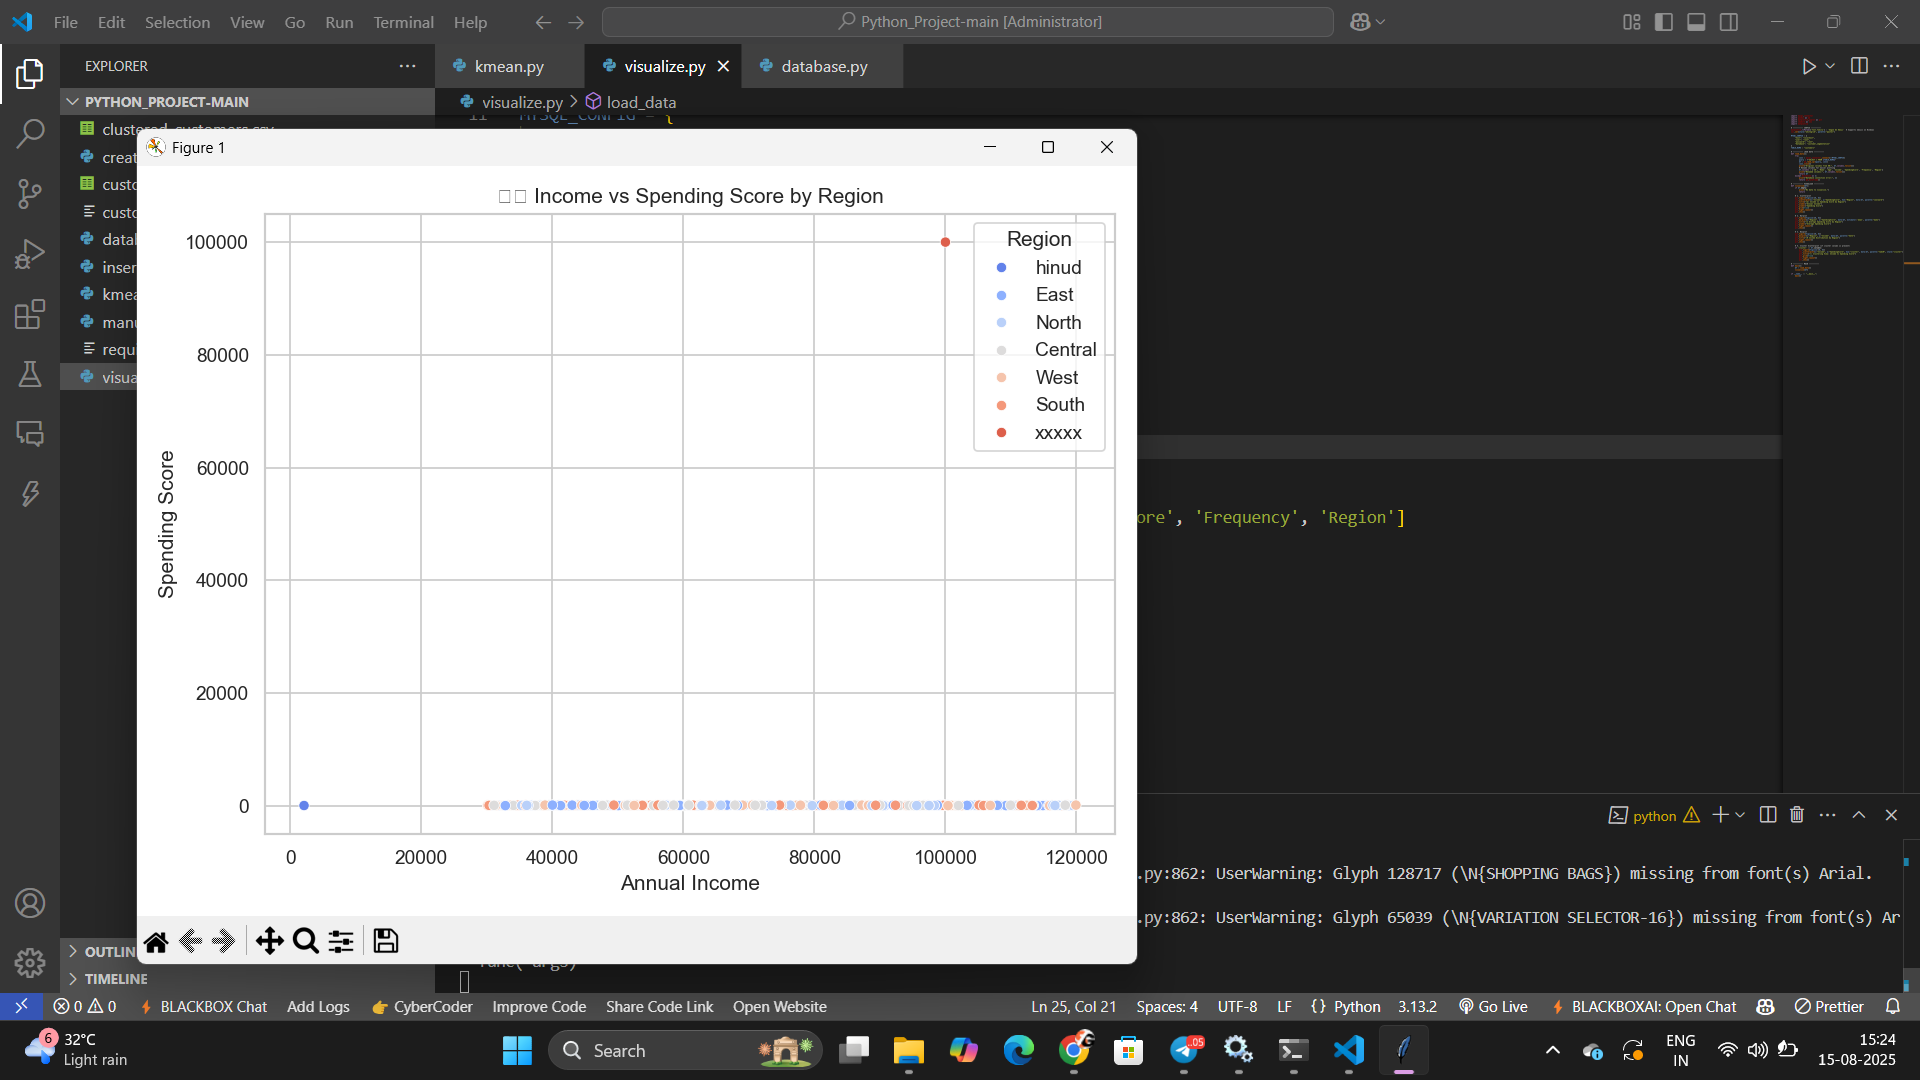 File Edit Selection View Go Run Terminal Help
Python_Project-main [Administrator]
EXPLORER
kmean.py
visualize.py
database.py
PYTHON_PROJECT-MAIN
visualize.py > load_data
11 MYSQL_CONFIG = {
clustered_customers.csv
Figure 1
creat
custo
custo
datal
inser
kmea
manu
requi
visua
Income vs Spending Score by Region
100000
80000
60000
40000
20000
0
Spending Score
Region
hinud
East
North
Central
West
South
xxxxx
0 20000 40000 60000 80000 100000 120000
Annual Income
ore', 'Frequency', 'Region']
python
.py:862: UserWarning: Glyph 128717 (\N{SHOPPING BAGS}) missing from font(s) Arial.
.py:862: UserWarning: Glyph 65039 (\N{VARIATION SELECTOR-16}) missing from font(s) Ar
func(*args)
OUTLIN
TIMELINE
0 0 BLACKBOX Chat Add Logs CyberCoder Improve Code Share Code Link Open Website Ln 25, Col 21 Spaces: 4 UTF-8 LF {} Python 3.13.2 Go Live BLACKBOXAI: Open Chat Prettier
6
32°C
Light rain
Search
.05
ENG
IN
15:24
15-08-2025